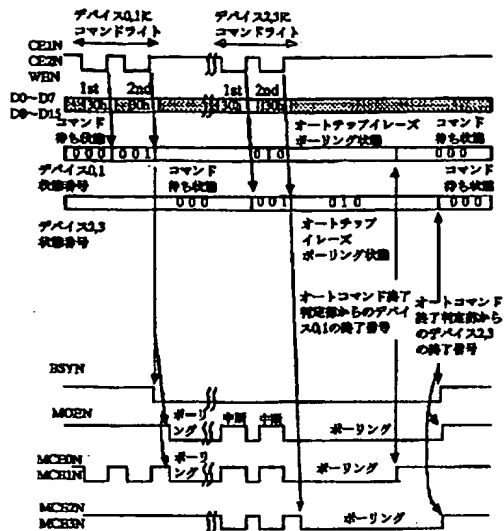 デバイス0,1に
コマンドライト
デバイス2,3に
コマンドライト
CE1N
CE2N
WEN
1st 2nd 1st 2nd
D0~D7
D8~D15
30h 30h 30h 30h
コマンド
待ち状態
オートチップイレーズ
ポーリング状態
コマンド
待ち状態
000 001 010 000
デバイス0,1
状態番号
コマンド
待ち状態
コマンド
待ち状態
000 001 010 000
デバイス2,3
状態番号
オートチップ
イレーズ
ポーリング状態
オートコマンド終了
判定部からのデバイ
ス0,1の終了信号
オートコマンド
終了判定部から
のデバイス2,3
の終了信号
BSYN
MOEN
ポーリ
ング
中断 中断
ポーリング
MCE0N
MCE1N
ポーリ
ング
ポーリング
MCE2N
MCE3N
ポーリング